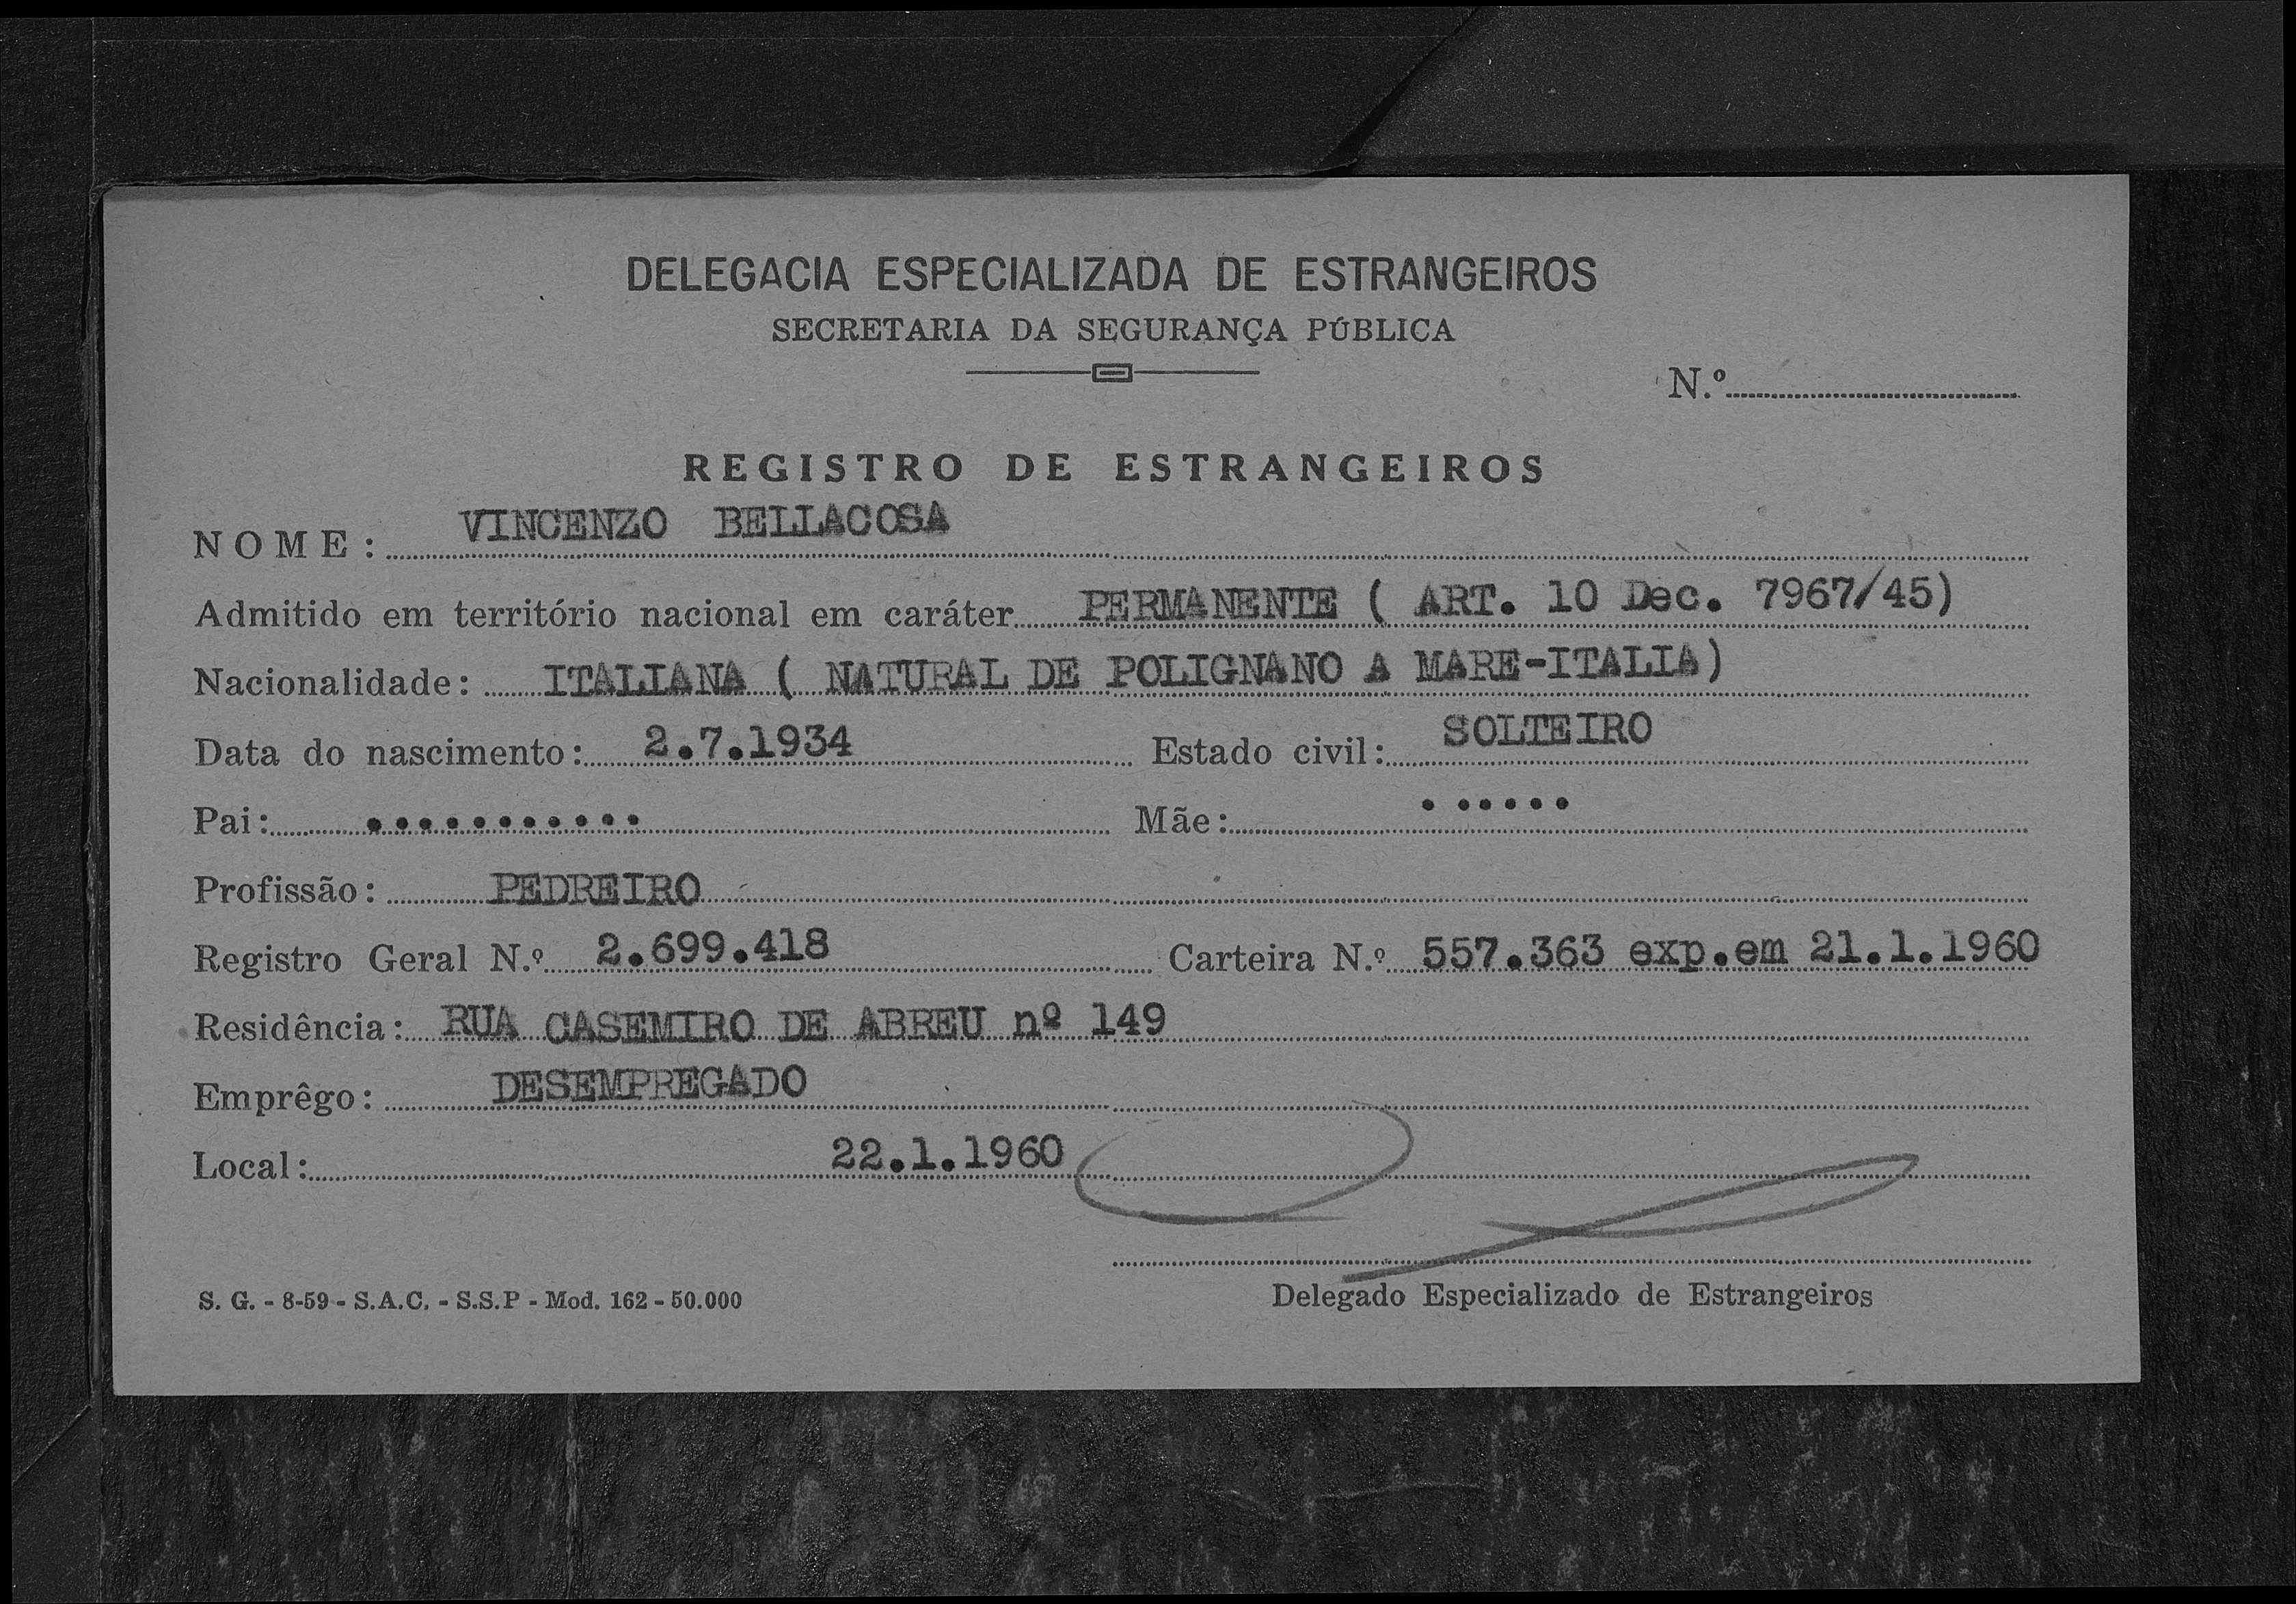 DELEGACIA ESPECIALIZADA DE ESTRANGEIROS
SECRETARIA DA SEGURANÇA PÚBLICA
N.º
REGISTRO DE ESTRANGEIROS
NOME: VINCENZO BELLACOSA
Admitido em território nacional em caráter PERMANENTE ( ART. 10 Dec. 7967/45)
Nacionalidade: ITALIANA ( NATURAL DE POLIGNANO A MARE-ITALIA)
Data do nascimento: 2.7.1934 Estado civil: SOLTEIRO
Pai: ........... Mãe: . .....
Profissão: PEDREIRO
Registro Geral N.º 2.699.418 Carteira N.º 557.363 exp.em 21.1.1960
Residência: RUA CASEMIRO DE ABREU nº 149
Emprêgo: DESEMPREGADO
Local: 22.1.1960
Delegado Especializado de Estrangeiros
S. G. - 8-59 - S.A.C. - S.S.P - Mod. 162 - 50.000